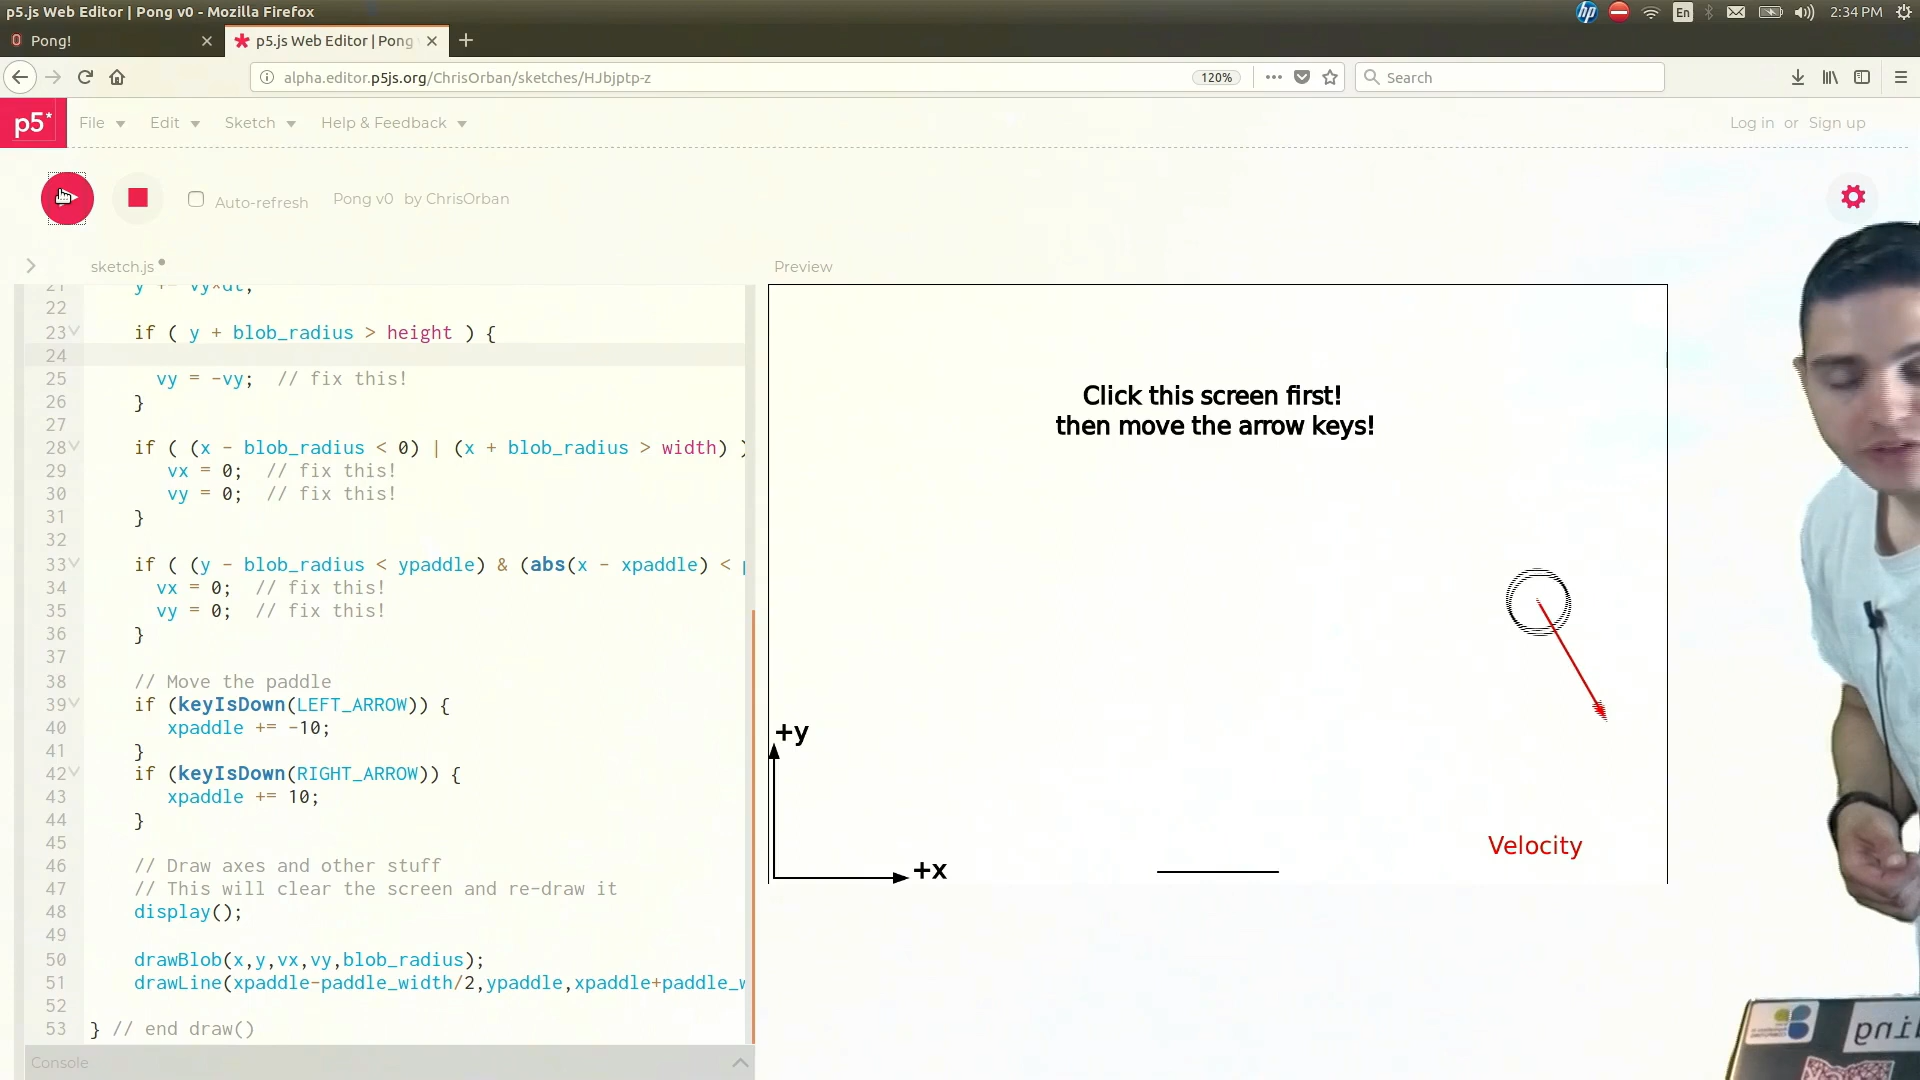 p5.js Web Editor | Pong v0 - Mozilla Firefox
En
2:34 PM
Pong!
p5.js Web Editor | Pong
alpha.editor.p5js.org/ChrisOrban/sketches/HJbjptp-z
120%
Search
p5*
File
Edit
Sketch
Help & Feedback
Log in or Sign up
Auto-refresh
Pong v0 by ChrisOrban
sketch.js
Preview
21 y += vy*dt;
22
23 if ( y + blob_radius > height ) {
24
25 vy = -vy; // fix this!
26 }
27
28 if ( (x - blob_radius < 0) | (x + blob_radius > width) )
29 vx = 0; // fix this!
30 vy = 0; // fix this!
31 }
32
33 if ( (y - blob_radius < ypaddle) & (abs(x - xpaddle) <
34 vx = 0; // fix this!
35 vy = 0; // fix this!
36 }
37
38 // Move the paddle
39 if (keyIsDown(LEFT_ARROW)) {
40 xpaddle += -10;
41 }
42 if (keyIsDown(RIGHT_ARROW)) {
43 xpaddle += 10;
44 }
45
46 // Draw axes and other stuff
47 // This will clear the screen and re-draw it
48 display();
49
50 drawBlob(x,y,vx,vy,blob_radius);
51 drawLine(xpaddle-paddle_width/2,ypaddle,xpaddle+paddle_w
52
53 } // end draw()
Console
Click this screen first!
then move the arrow keys!
+y
+x
Velocity